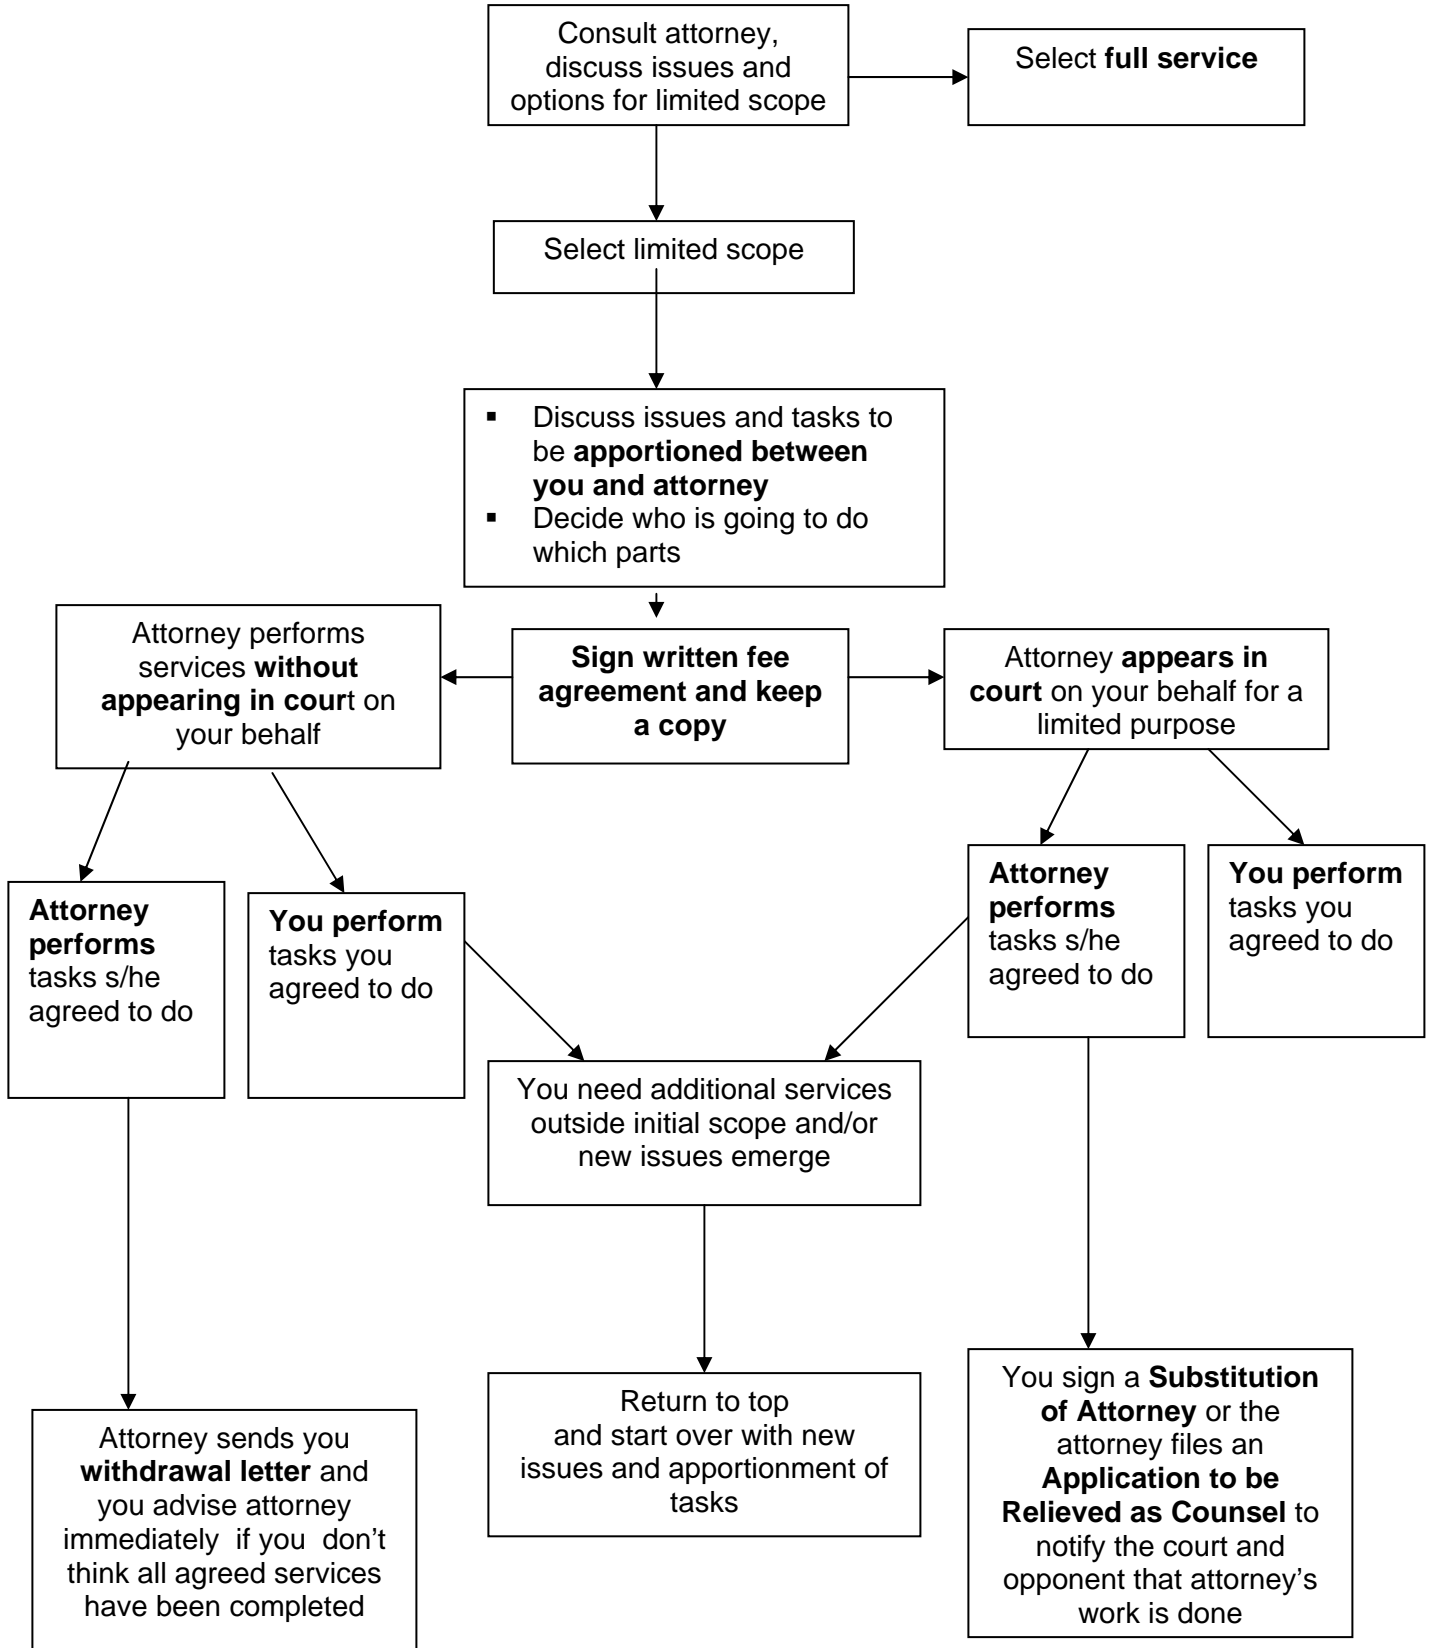 Consult attorney,
discuss issues and
options for limited scope
Select full service
Select limited scope
▪ Discuss issues and tasks to
be apportioned between
you and attorney
▪ Decide who is going to do
which parts
Attorney performs
services without
appearing in court on
your behalf
Sign written fee
agreement and keep
a copy
Attorney appears in
court on your behalf for a
limited purpose
Attorney
performs
tasks s/he
agreed to do
You perform
tasks you
agreed to do
Attorney
performs
tasks s/he
agreed to do
You perform
tasks you
agreed to do
You need additional services
outside initial scope and/or
new issues emerge
Attorney sends you
withdrawal letter and
you advise attorney
immediately  if you  don’t
think all agreed services
have been completed
Return to top
and start over with new
issues and apportionment of
tasks
You sign a Substitution
of Attorney or the
attorney files an
Application to be
Relieved as Counsel to
notify the court and
opponent that attorney’s
work is done